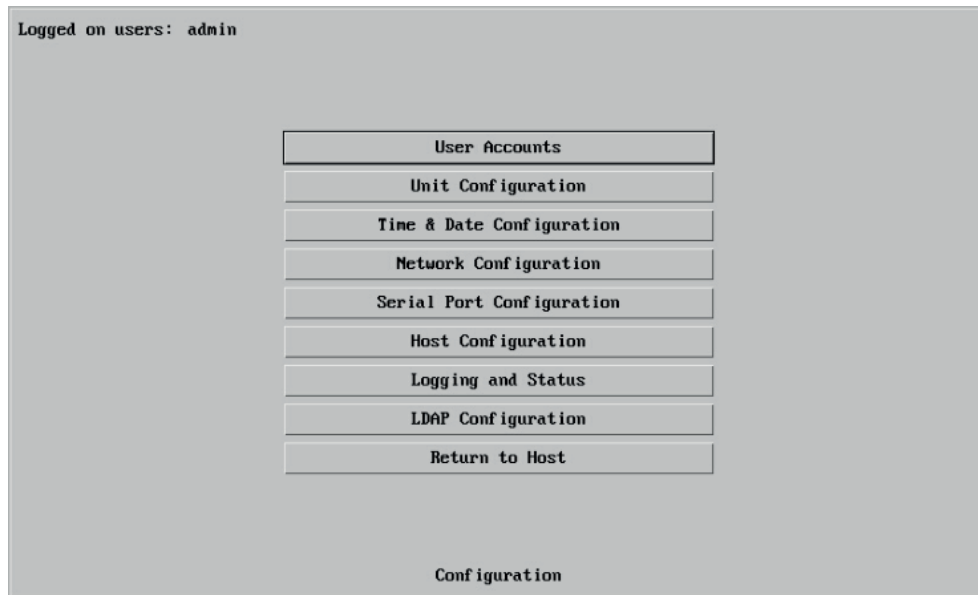 Logged on users: admin
User Accounts
Unit Configuration
Time & Date Configuration
Network Configuration
Serial Port Configuration
Host Configuration
Logging and Status
LDAP Configuration
Return to Host
Configuration